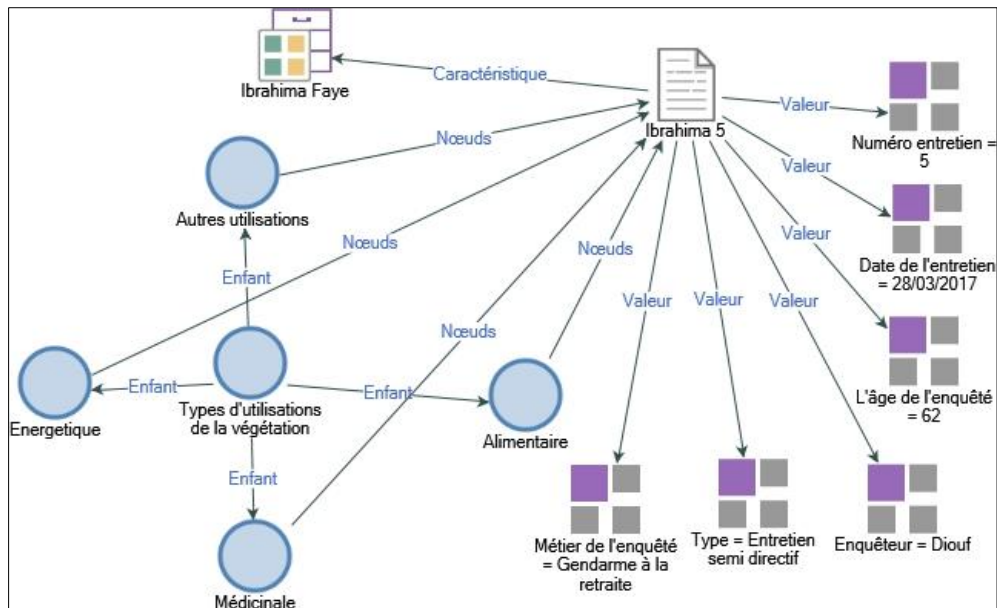 Caractéristique
Ibrahima Faye
Ibrahima 5
Valeur
Numéro entretien =
5
Nœuds
Autres utilisations
Valeur
Date de l'entretien
= 28/03/2017
Nœuds
Nœuds
Valeur
Enfant
Valeur
Valeur
Valeur
Nœuds
Enfant
Types d'utilisations
de la végétation
Enfant
Energetique
Alimentaire
L'âge de l'enquêté
= 62
Enfant
Métier de l'enquêté
= Gendarme à la
retraite
Type = Entretien
semi directif
Enquêteur = Diouf
Médicinale